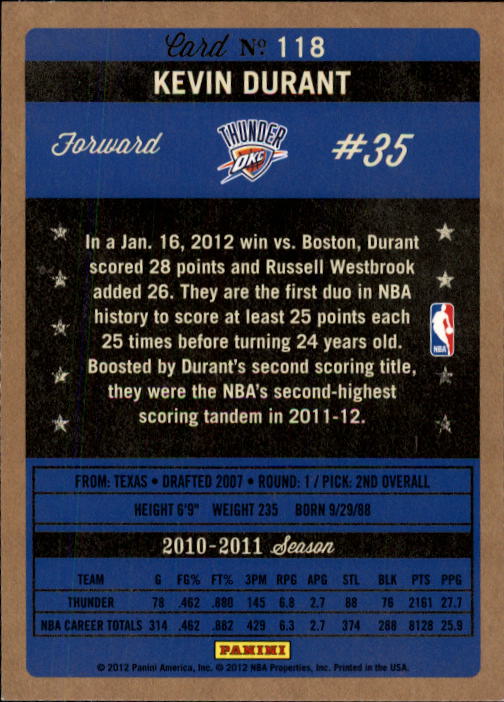 Card Nº 118
KEVIN DURANT
Forward
THUNDER
OKC
#35
In a Jan. 16, 2012 win vs. Boston, Durant
scored 28 points and Russell Westbrook
added 26. They are the first duo in NBA
history to score at least 25 points each
25 times before turning 24 years old.
Boosted by Durant's second scoring title,
they were the NBA's second-highest
scoring tandem in 2011-12.
NBA
FROM: TEXAS • DRAFTED 2007 • ROUND: 1 / PICK: 2ND OVERALL
HEIGHT 6'9" WEIGHT 235 BORN 9/29/88
2010-2011 Season
TEAM G FG% FT% 3PM RPG APG STL BLK PTS PPG
THUNDER 78 .462 .880 145 6.8 2.7 88 76 2161 27.7
NBA CAREER TOTALS 314 .462 .882 429 6.3 2.7 374 288 8128 25.9
PANINI
© 2012 Panini America, Inc. © 2012 NBA Properties, Inc. Printed in the USA.